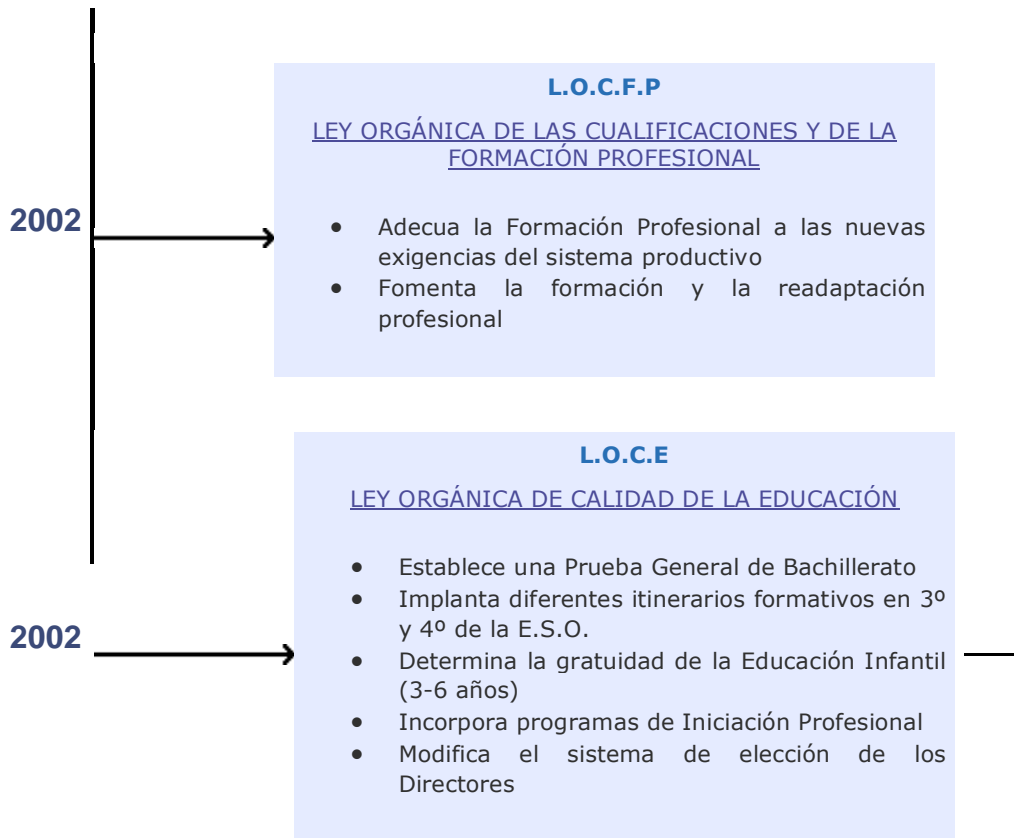 L.O.C.F.P
LEY ORGÁNICA DE LAS CUALIFICACIONES Y DE LA
FORMACIÓN PROFESIONAL
2002
• Adecua la Formación Profesional a las nuevas
exigencias del sistema productivo
• Fomenta la formación y la readaptación
profesional
L.O.C.E
LEY ORGÁNICA DE CALIDAD DE LA EDUCACIÓN
2002
• Establece una Prueba General de Bachillerato
• Implanta diferentes itinerarios formativos en 3º
y 4º de la E.S.O.
• Determina la gratuidad de la Educación Infantil
(3-6 años)
• Incorpora programas de Iniciación Profesional
• Modifica el sistema de elección de los
Directores